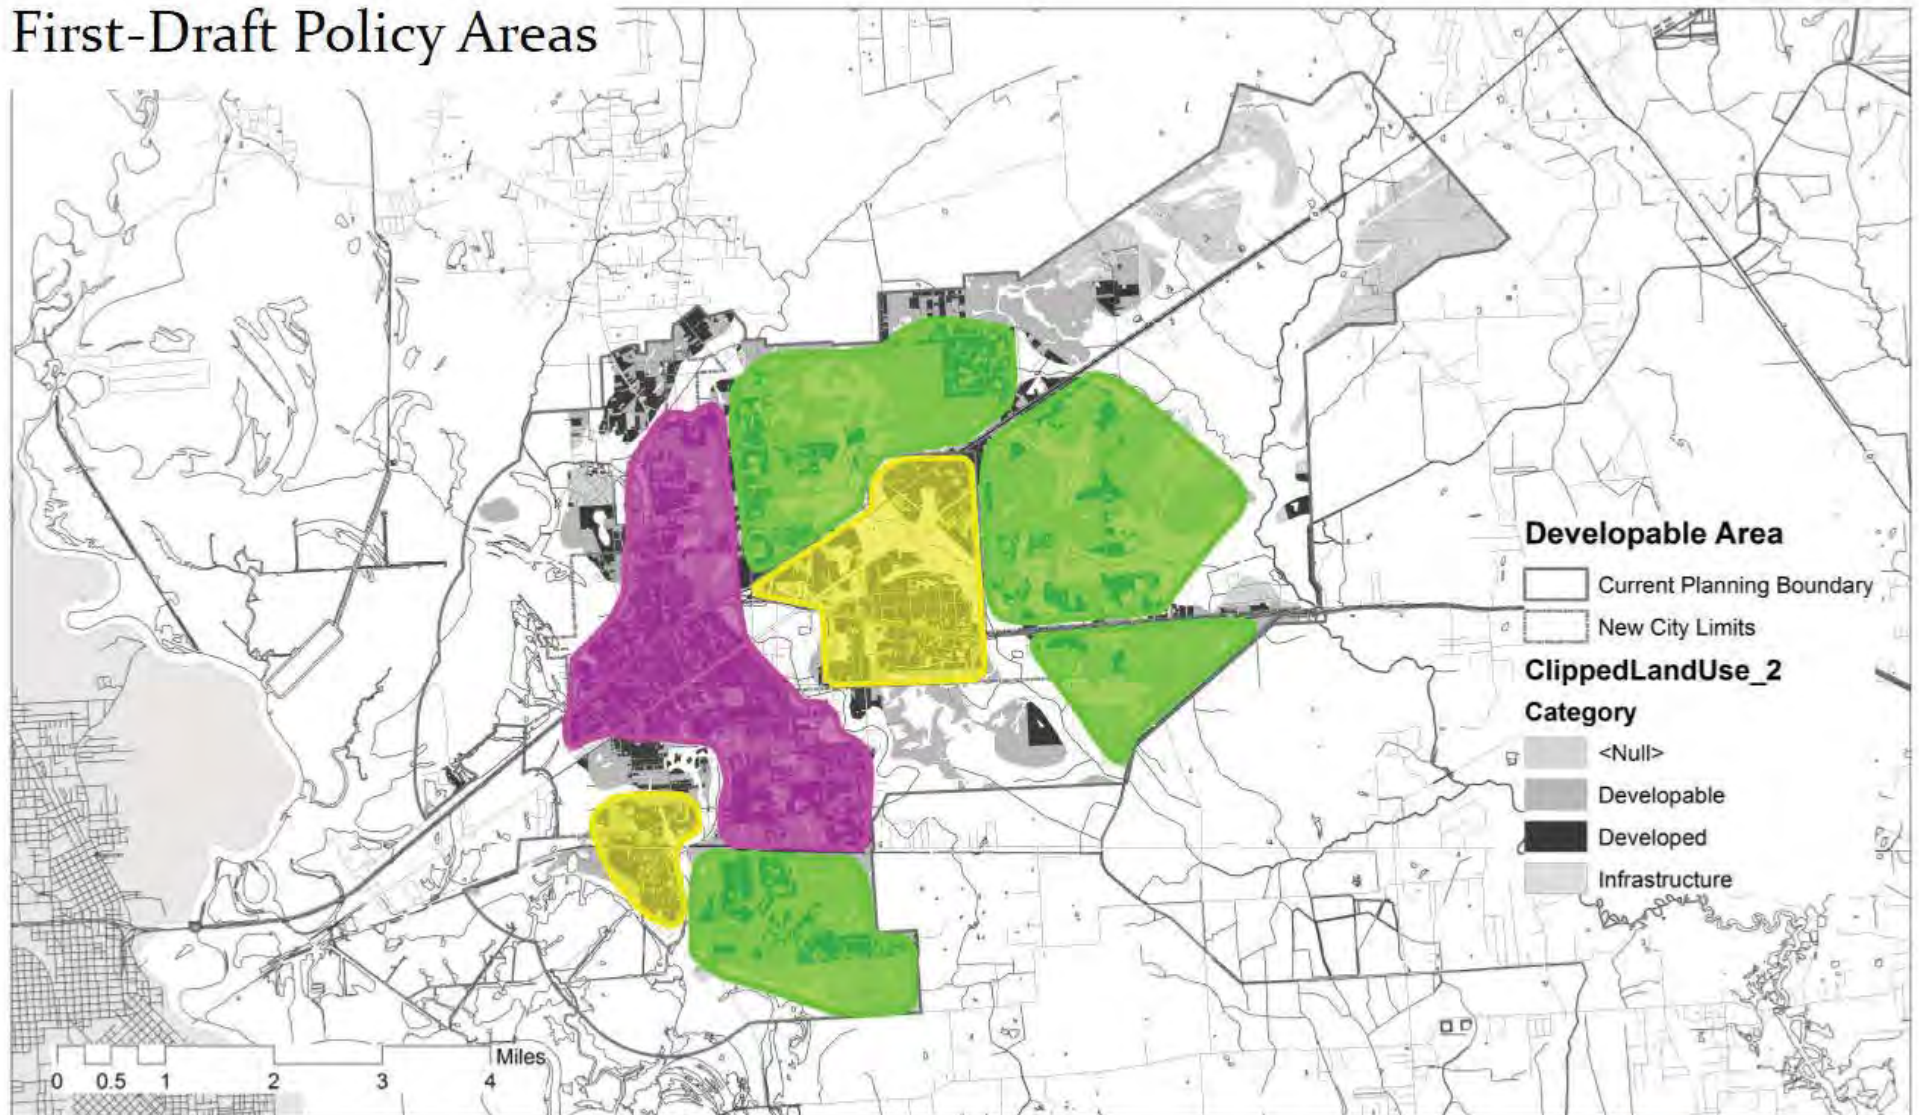 First-Draft Policy Areas
Developable Area
Current Planning Boundary
New City Limits
ClippedLandUse_2
Category
<Null>
Developable
Developed
Infrastructure
Miles
0 0.5 1 2 3 4